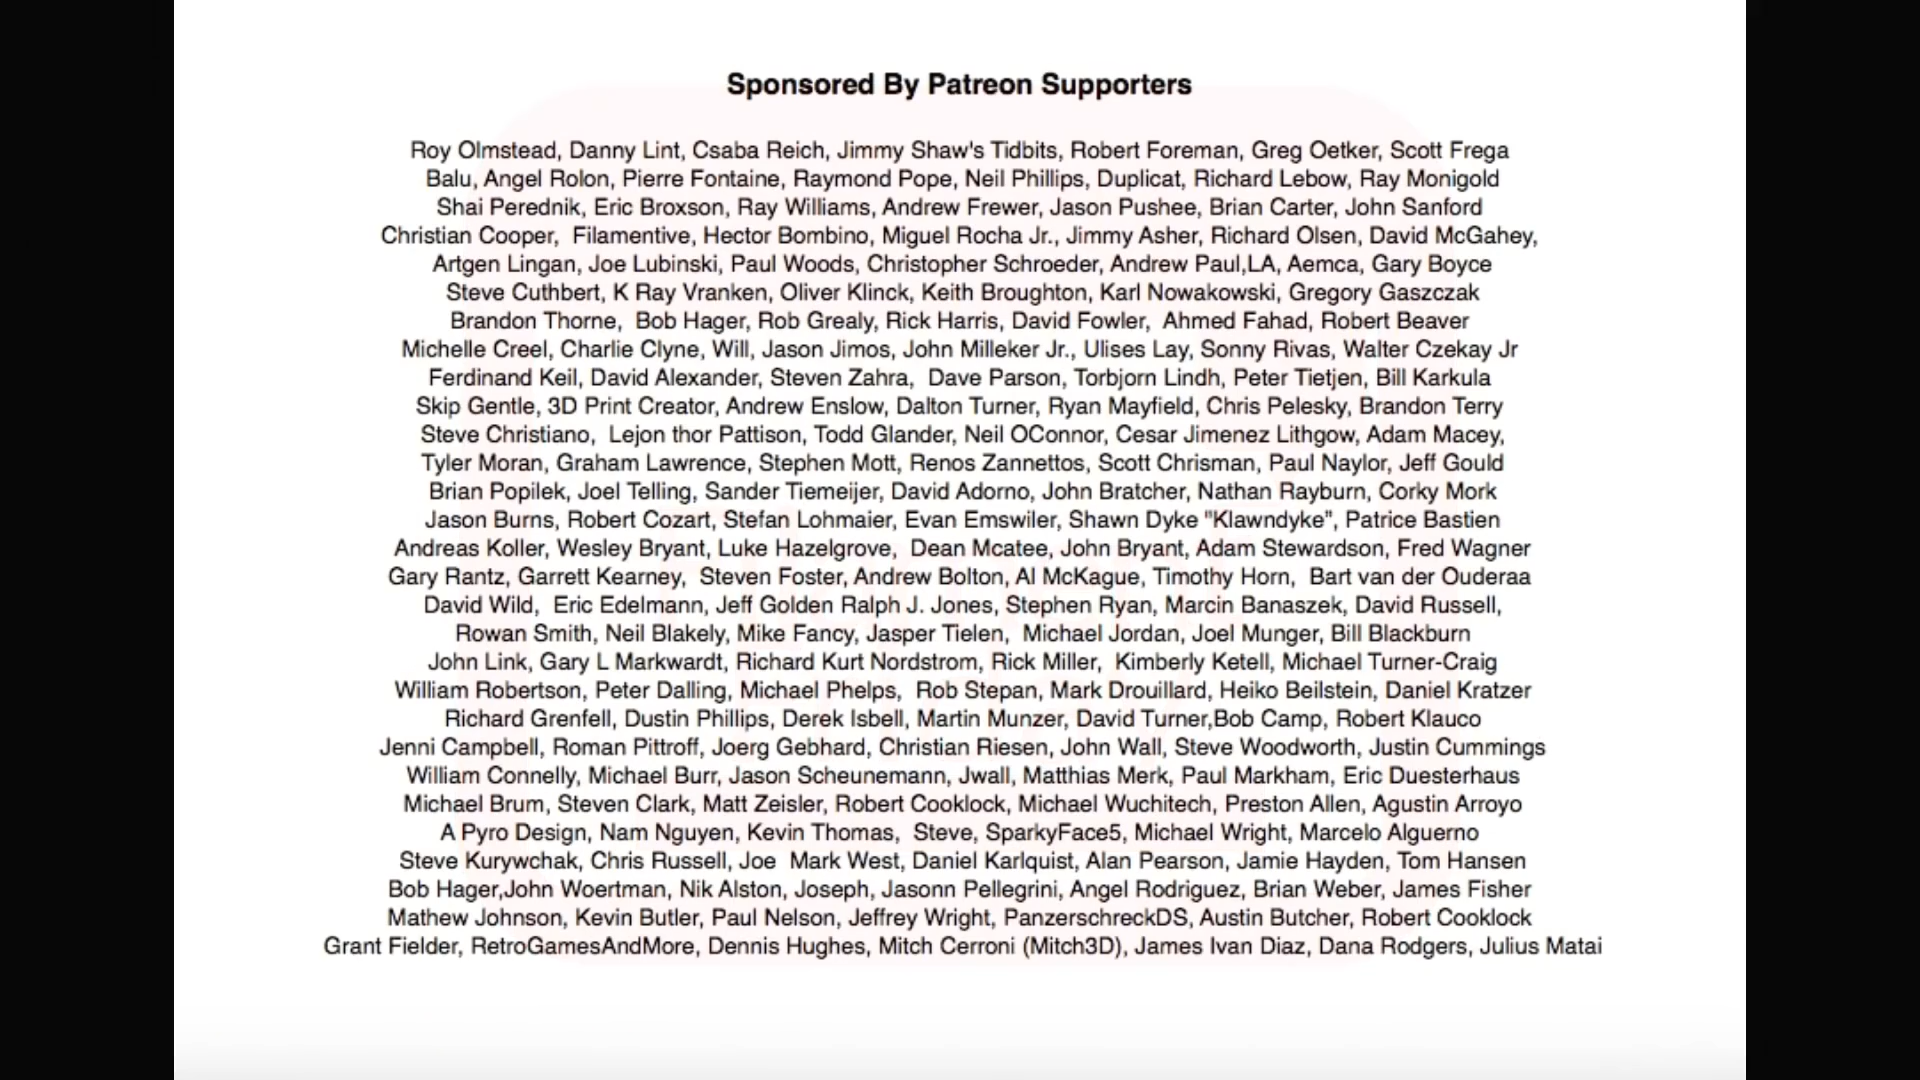 Sponsored By Patreon Supporters
Roy Olmstead, Danny Lint, Csaba Reich, Jimmy Shaw's Tidbits, Robert Foreman, Greg Oetker, Scott Frega
Balu, Angel Rolon, Pierre Fontaine, Raymond Pope, Neil Phillips, Duplicat, Richard Lebow, Ray Monigold
Shai Perednik, Eric Broxson, Ray Williams, Andrew Frewer, Jason Pushee, Brian Carter, John Sanford
Christian Cooper,  Filamentive, Hector Bombino, Miguel Rocha Jr., Jimmy Asher, Richard Olsen, David McGahey,
Artgen Lingan, Joe Lubinski, Paul Woods, Christopher Schroeder, Andrew Paul,LA, Aemca, Gary Boyce
Steve Cuthbert, K Ray Vranken, Oliver Klinck, Keith Broughton, Karl Nowakowski, Gregory Gaszczak
Brandon Thorne,  Bob Hager, Rob Grealy, Rick Harris, David Fowler,  Ahmed Fahad, Robert Beaver
Michelle Creel, Charlie Clyne, Will, Jason Jimos, John Milleker Jr., Ulises Lay, Sonny Rivas, Walter Czekay Jr
Ferdinand Keil, David Alexander, Steven Zahra,  Dave Parson, Torbjorn Lindh, Peter Tietjen, Bill Karkula
Skip Gentle, 3D Print Creator, Andrew Enslow, Dalton Turner, Ryan Mayfield, Chris Pelesky, Brandon Terry
Steve Christiano,  Lejon thor Pattison, Todd Glander, Neil OConnor, Cesar Jimenez Lithgow, Adam Macey,
Tyler Moran, Graham Lawrence, Stephen Mott, Renos Zannettos, Scott Chrisman, Paul Naylor, Jeff Gould
Brian Popilek, Joel Telling, Sander Tiemeijer, David Adorno, John Bratcher, Nathan Rayburn, Corky Mork
Jason Burns, Robert Cozart, Stefan Lohmaier, Evan Emswiler, Shawn Dyke "Klawndyke", Patrice Bastien
Andreas Koller, Wesley Bryant, Luke Hazelgrove,  Dean Mcatee, John Bryant, Adam Stewardson, Fred Wagner
Gary Rantz, Garrett Kearney,  Steven Foster, Andrew Bolton, Al McKague, Timothy Horn,  Bart van der Ouderaa
David Wild,  Eric Edelmann, Jeff Golden Ralph J. Jones, Stephen Ryan, Marcin Banaszek, David Russell,
Rowan Smith, Neil Blakely, Mike Fancy, Jasper Tielen,  Michael Jordan, Joel Munger, Bill Blackburn
John Link, Gary L Markwardt, Richard Kurt Nordstrom, Rick Miller,  Kimberly Ketell, Michael Turner-Craig
William Robertson, Peter Dalling, Michael Phelps,  Rob Stepan, Mark Drouillard, Heiko Beilstein, Daniel Kratzer
Richard Grenfell, Dustin Phillips, Derek Isbell, Martin Munzer, David Turner,Bob Camp, Robert Klauco
Jenni Campbell, Roman Pittroff, Joerg Gebhard, Christian Riesen, John Wall, Steve Woodworth, Justin Cummings
William Connelly, Michael Burr, Jason Scheunemann, Jwall, Matthias Merk, Paul Markham, Eric Duesterhaus
Michael Brum, Steven Clark, Matt Zeisler, Robert Cooklock, Michael Wuchitech, Preston Allen, Agustin Arroyo
A Pyro Design, Nam Nguyen, Kevin Thomas,  Steve, SparkyFace5, Michael Wright, Marcelo Alguerno
Steve Kurywchak, Chris Russell, Joe  Mark West, Daniel Karlquist, Alan Pearson, Jamie Hayden, Tom Hansen
Bob Hager,John Woertman, Nik Alston, Joseph, Jasonn Pellegrini, Angel Rodriguez, Brian Weber, James Fisher
Mathew Johnson, Kevin Butler, Paul Nelson, Jeffrey Wright, PanzerschreckDS, Austin Butcher, Robert Cooklock
Grant Fielder, RetroGamesAndMore, Dennis Hughes, Mitch Cerroni (Mitch3D), James Ivan Diaz, Dana Rodgers, Julius Matai